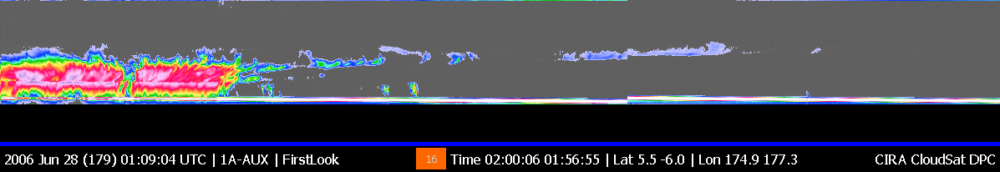 2006 Jun 28 (179) 01:09:04 UTC | 1A-AUX | FirstLook 16 Time 02:00:06 01:56:55 | Lat 5.5 -6.0 | Lon 174.9 177.3 CIRA CloudSat DPC